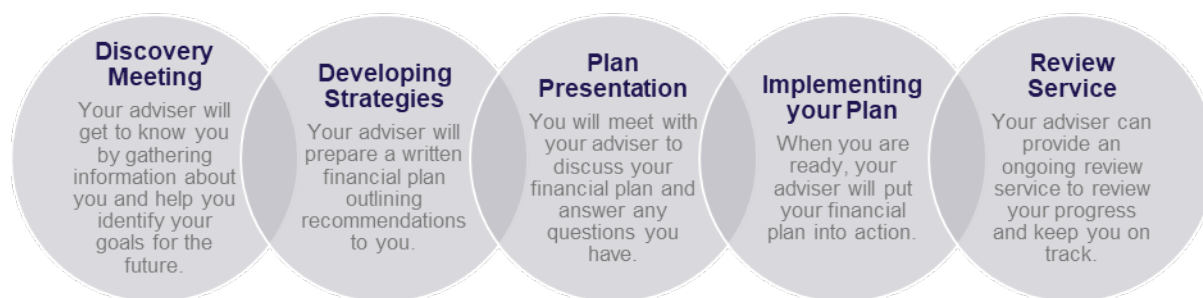 Discovery
Meeting
Your adviser will
get to know you
by gathering
information about
you and help you
identify your
goals for the
future.
Developing
Strategies
Your adviser will
prepare a written
financial plan
outlining
recommendations
to you.
Plan
Presentation
You will meet with
your adviser to
discuss your
financial plan and
answer any
questions you
have.
Implementing
your Plan
When you are
ready, your
adviser will put
your financial
plan into action.
Review
Service
Your adviser can
provide an
ongoing review
service to review
your progress
and keep you on
track.